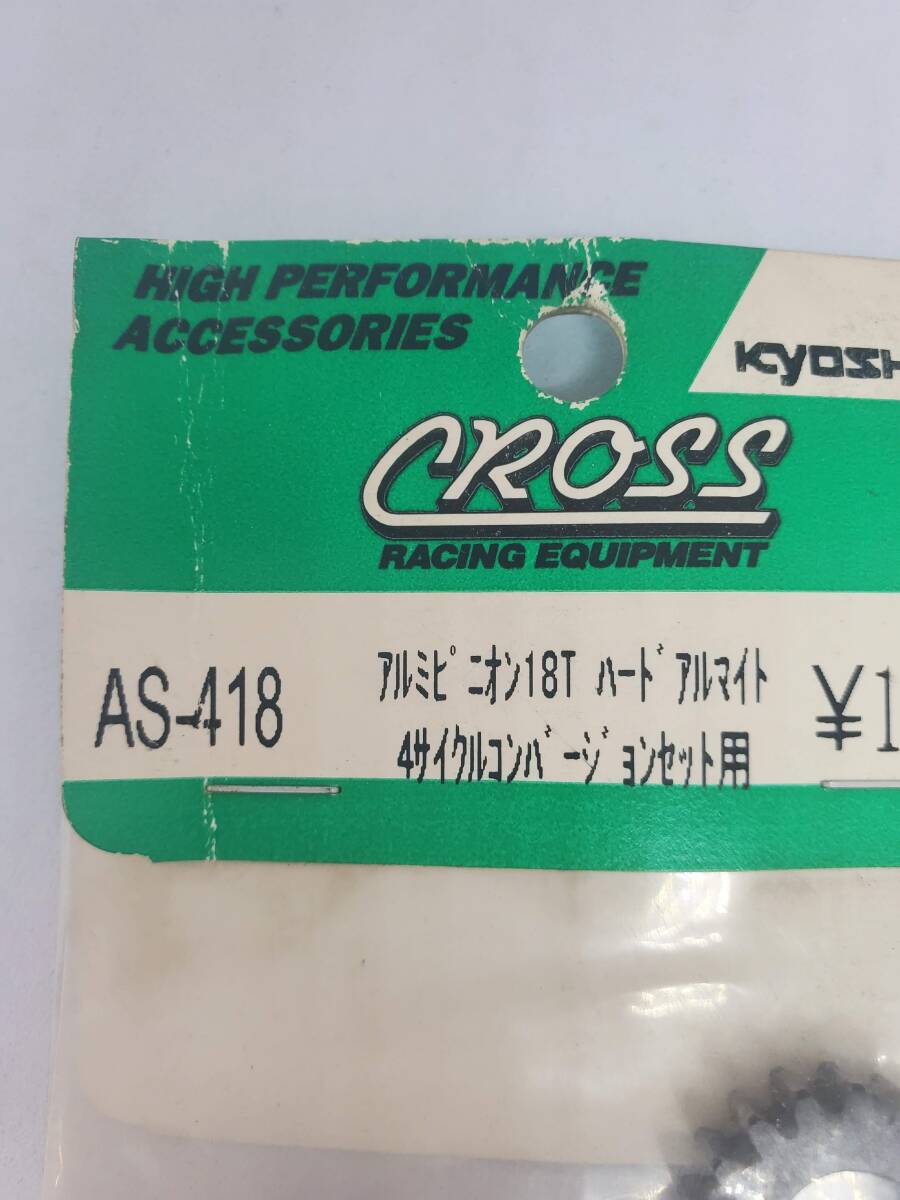 HIGH PERFORMANCE
ACCESSORIES
KYOSH
CROSS
RACING EQUIPMENT
AS-418
アルミピニオン18T ハードアルマイト
4サイクルコンバージョンセット用
¥1